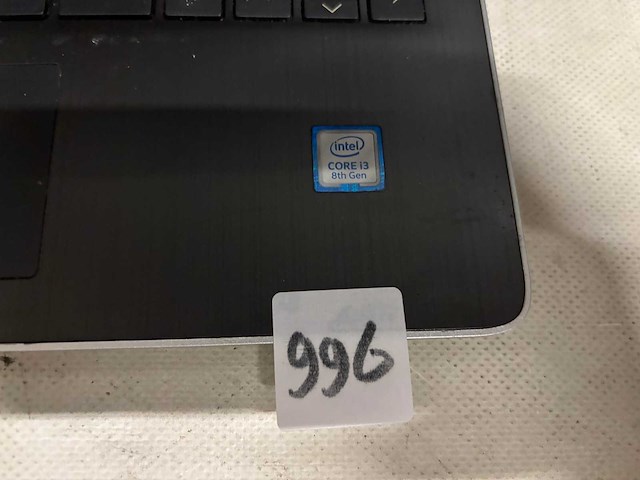 intel
CORE i3
8th Gen
996